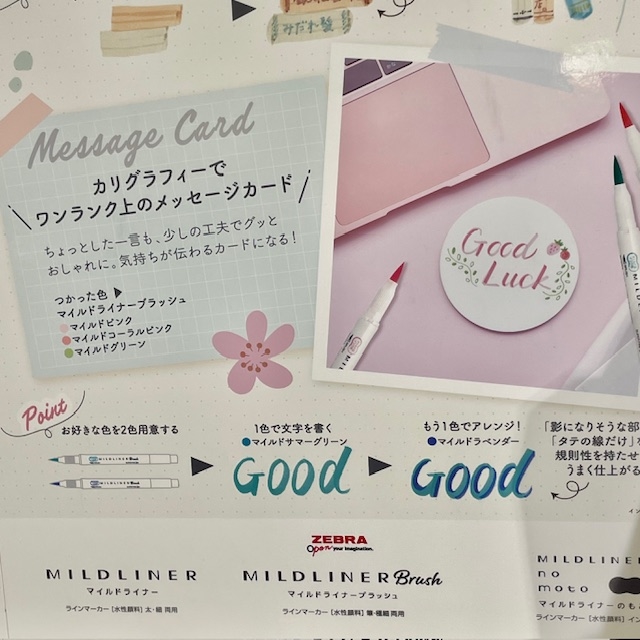 みだれ髪
Message Card
カリグラフィーで
ワンランク上のメッセージカード
ちょっとした一言も、少しの工夫でグッと
おしゃれに。気持ちが伝わるカードになる！
つかった色 ▶
マイルドライナーブラッシュ
マイルドピンク
マイルドコーラルピンク
マイルドグリーン
Good
Luck
Point
お好きな色を2色用意する
1色で文字を書く
●マイルドサマーグリーン
Good
もう1色でアレンジ！
●マイルドラベンダー
Good
「影になりそうな部
「タテの線だけ」
規則性を持たせ
うまく仕上がる
ZEBRA
Open your imagination.
MILDLINER
マイルドライナー
ラインマーカー［水性顔料］太・細 両用
MILDLINER Brush
マイルドライナーブラッシュ
ラインマーカー［水性顔料］筆・極細 両用
MILDLINER
no
moto
マイルドライナーのも
ラインマーカー［水性顔料］